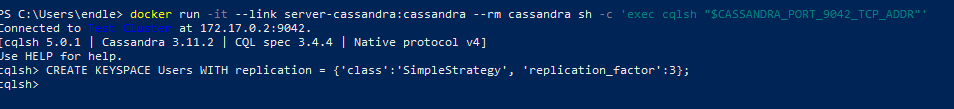 PS C:\Users\endle> docker run -it --link server-cassandra:cassandra --rm cassandra sh -c 'exec cqlsh "$CASSANDRA_PORT_9042_TCP_ADDR"'
Connected to Test Cluster at 172.17.0.2:9042.
[cqlsh 5.0.1 | Cassandra 3.11.2 | CQL spec 3.4.4 | Native protocol v4]
Use HELP for help.
cqlsh> CREATE KEYSPACE Users WITH replication = {'class':'SimpleStrategy', 'replication_factor':3};
cqlsh>